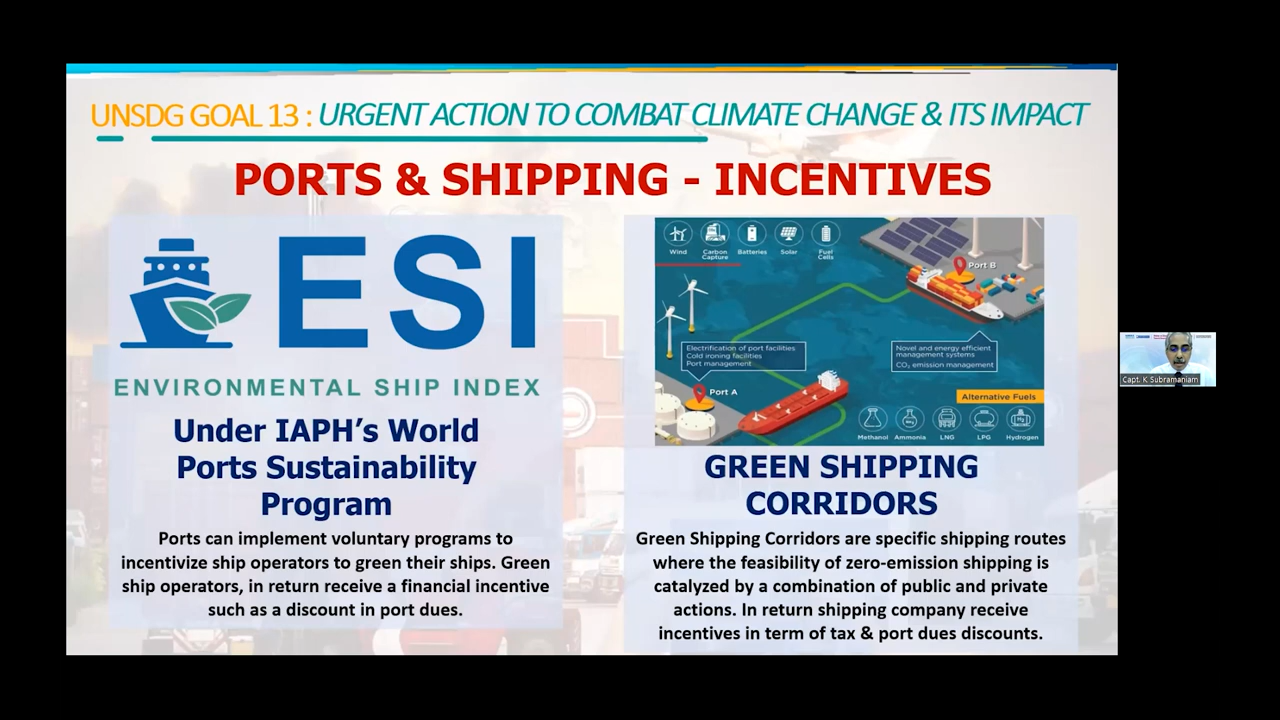 UNSDG GOAL 13 : URGENT ACTION TO COMBAT CLIMATE CHANGE & ITS IMPACT
PORTS & SHIPPING - INCENTIVES
ESI
ENVIRONMENTAL SHIP INDEX
Under IAPH's World
Ports Sustainability
Program
Ports can implement voluntary programs to
incentivize ship operators to green their ships. Green
ship operators, in return receive a financial incentive
such as a discount in port dues.
Wind
Carbon
Capture
Batteries
Solar
Fuel
Cells
Port B
Electrification of port facilities
Cold ironing facilities
Port management
Novel and energy efficient
management systems
CO₂ emission management
Port A
Alternative Fuels
Methanol
Ammonia
LNG
LPG
Hydrogen
GREEN SHIPPING
CORRIDORS
Green Shipping Corridors are specific shipping routes
where the feasibility of zero-emission shipping is
catalyzed by a combination of public and private
actions. In return shipping company receive
incentives in term of tax & port dues discounts.
Capt. K Subramaniam